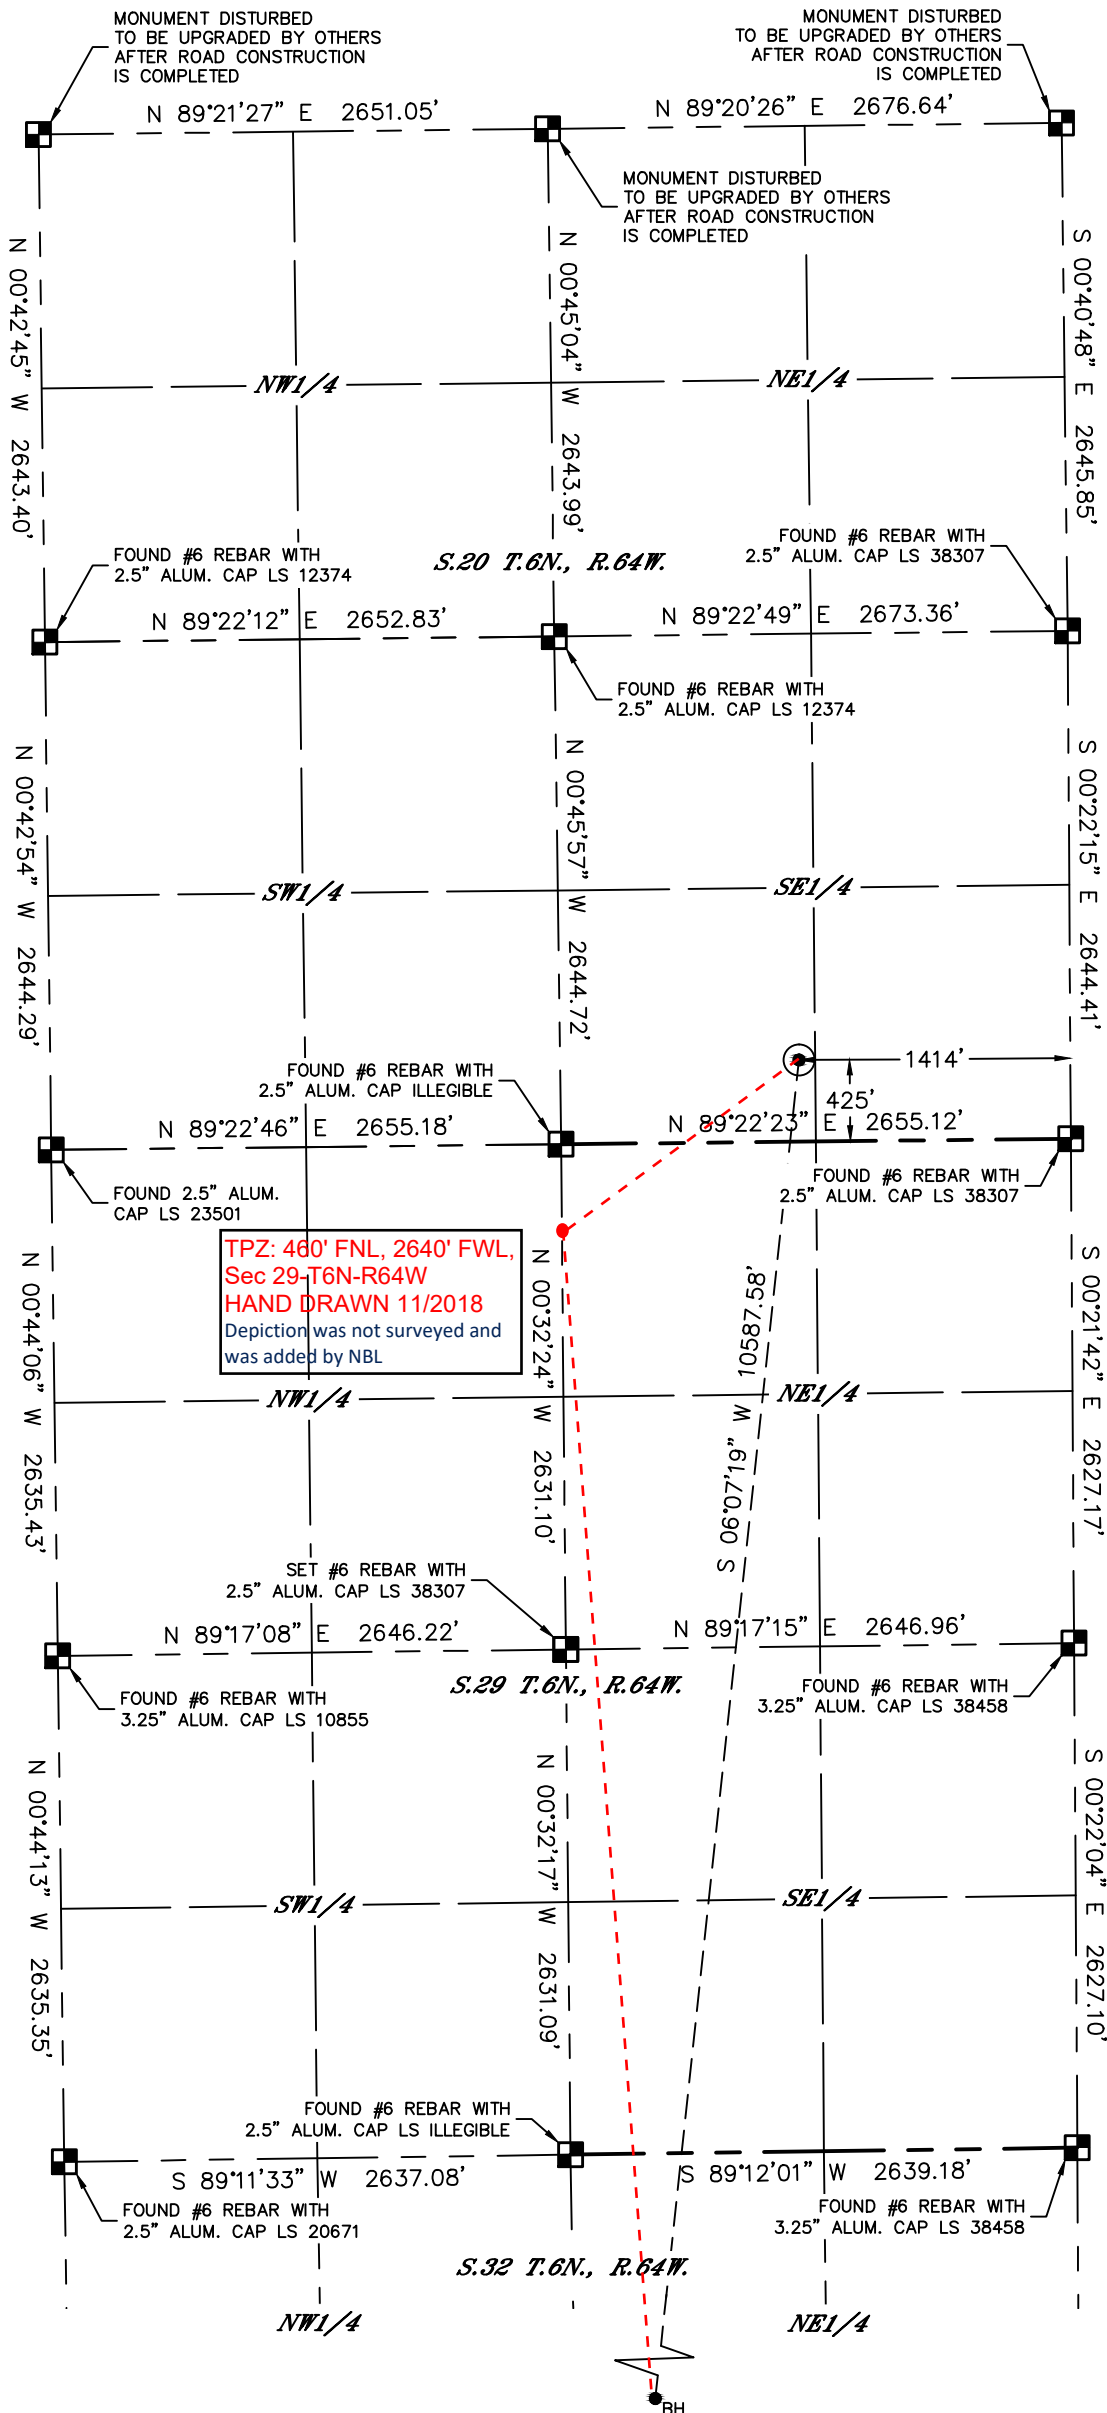 MONUMENT DISTURBED
TO BE UPGRADED BY OTHERS
AFTER ROAD CONSTRUCTION
IS COMPLETED
MONUMENT DISTURBED
TO BE UPGRADED BY OTHERS
AFTER ROAD CONSTRUCTION
IS COMPLETED
N 89°21'27" E 2651.05'
N 89°20'26" E 2676.64'
MONUMENT DISTURBED
TO BE UPGRADED BY OTHERS
AFTER ROAD CONSTRUCTION
IS COMPLETED
N 00°42'45" W 2643.40'
N 00°45'04" W 2643.99'
S 00°40'48" E 2645.85'
NW1/4
NE1/4
FOUND #6 REBAR WITH
2.5" ALUM. CAP LS 12374
S.20 T.6N., R.64W.
FOUND #6 REBAR WITH
2.5" ALUM. CAP LS 38307
N 89°22'12" E 2652.83'
N 89°22'49" E 2673.36'
FOUND #6 REBAR WITH
2.5" ALUM. CAP LS 12374
N 00°42'54" W 2644.29'
N 00°45'57" W 2644.72'
S 00°22'15" E 2644.41'
SW1/4
SE1/4
1414'
425'
FOUND #6 REBAR WITH
2.5" ALUM. CAP ILLEGIBLE
N 89°22'46" E 2655.18'
N 89°22'23" E 2655.12'
FOUND #6 REBAR WITH
2.5" ALUM. CAP LS 38307
FOUND 2.5" ALUM.
CAP LS 23501
TPZ: 460' FNL, 2640' FWL,
Sec 29-T6N-R64W
HAND DRAWN 11/2018
Depiction was not surveyed and
was added by NBL
N 00°44'06" W 2635.43'
N 00°32'24" W 2631.10'
S 06°07'19" W 10587.58'
S 00°21'42" E 2627.17'
NW1/4
NE1/4
SET #6 REBAR WITH
2.5" ALUM. CAP LS 38307
N 89°17'08" E 2646.22'
N 89°17'15" E 2646.96'
S.29 T.6N., R.64W.
FOUND #6 REBAR WITH
3.25" ALUM. CAP LS 10855
FOUND #6 REBAR WITH
3.25" ALUM. CAP LS 38458
N 00°44'13" W 2635.35'
N 00°32'17" W 2631.09'
S 00°22'04" E 2627.10'
SW1/4
SE1/4
FOUND #6 REBAR WITH
2.5" ALUM. CAP LS ILLEGIBLE
S 89°11'33" W 2637.08'
S 89°12'01" W 2639.18'
FOUND #6 REBAR WITH
2.5" ALUM. CAP LS 20671
FOUND #6 REBAR WITH
3.25" ALUM. CAP LS 38458
S.32 T.6N., R.64W.
NW1/4
NE1/4
BH